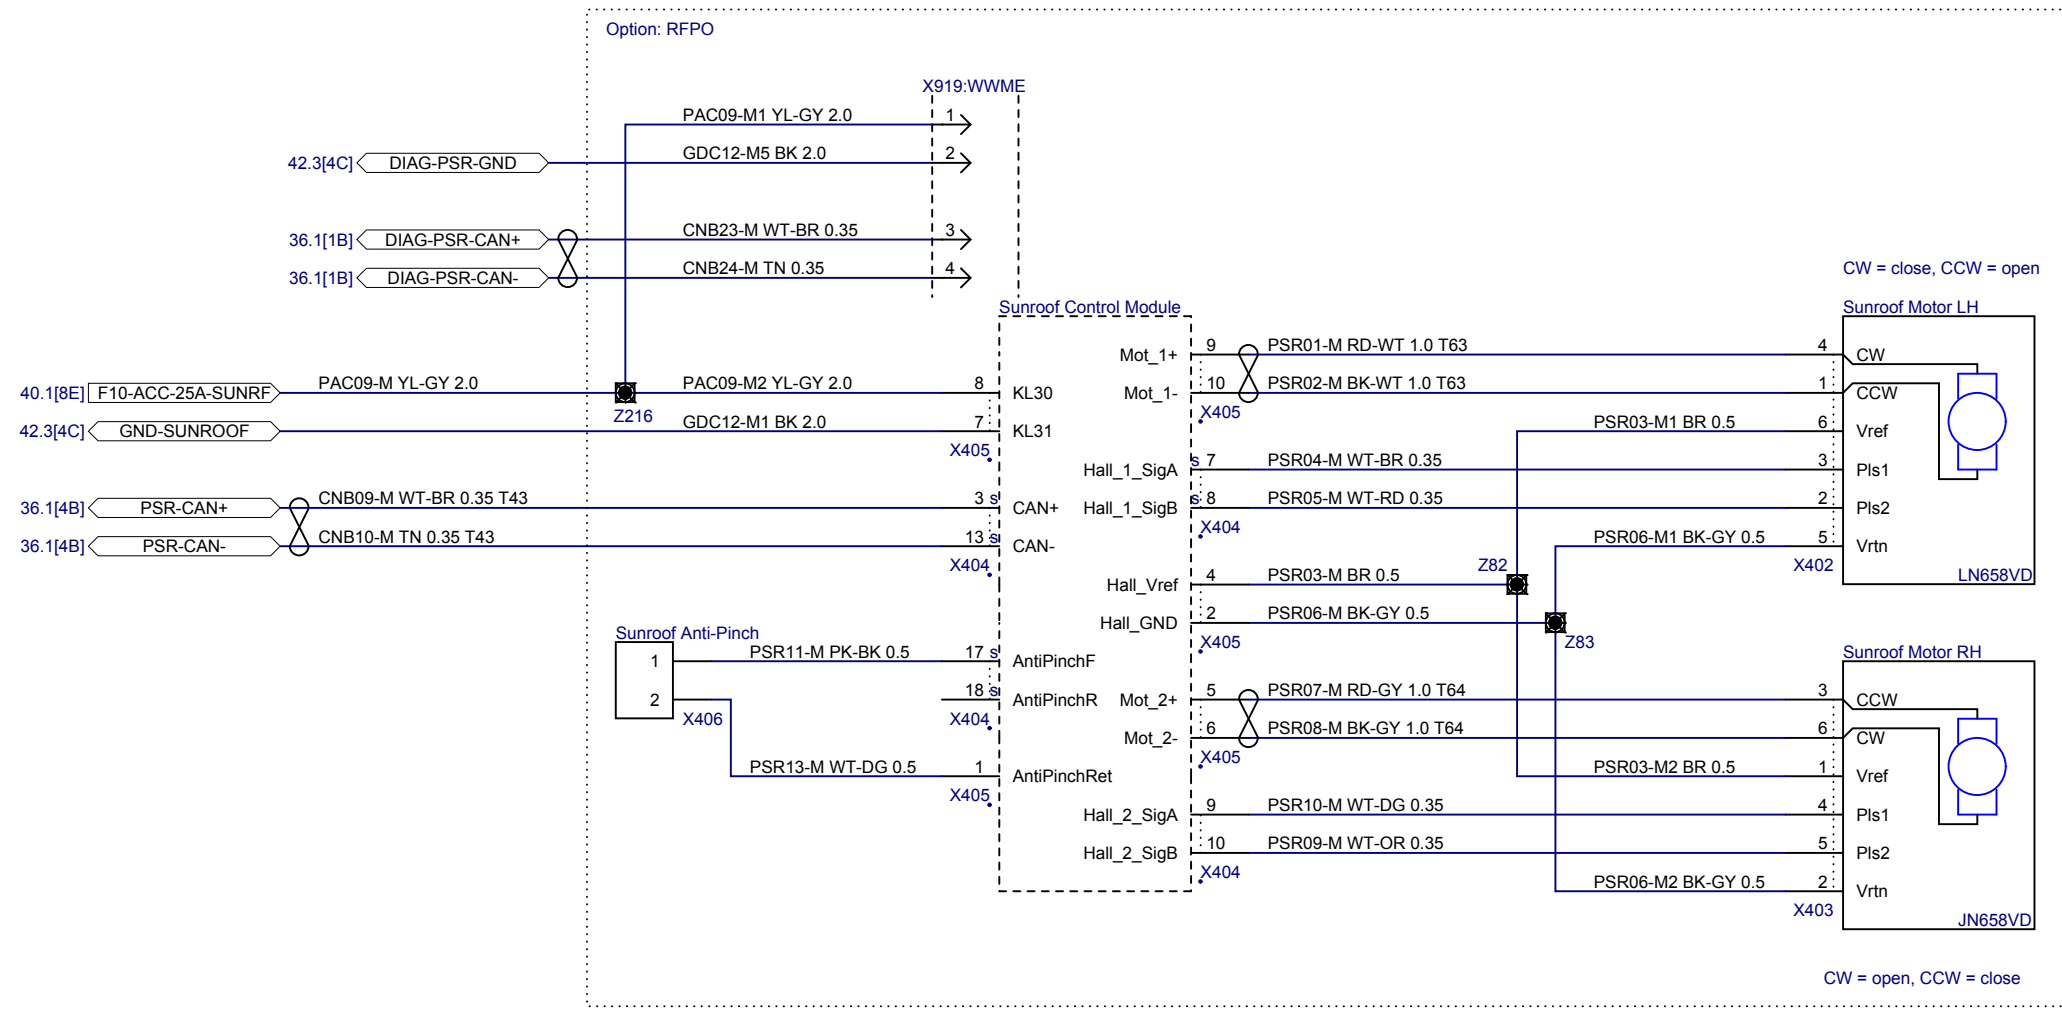 Option: RFPO
X919:WWME
PAC09-M1 YL-GY 2.0 1
42.3[4C] DIAG-PSR-GND GDC12-M5 BK 2.0 2
36.1[1B] DIAG-PSR-CAN+ CNB23-M WT-BR 0.35 3
36.1[1B] DIAG-PSR-CAN- CNB24-M TN 0.35 4
40.1[8E] F10-ACC-25A-SUNRF PAC09-M YL-GY 2.0 PAC09-M2 YL-GY 2.0 8
Z216
42.3[4C] GND-SUNROOF GDC12-M1 BK 2.0 7
X405
36.1[4B] PSR-CAN+ CNB09-M WT-BR 0.35 T43 3 s
36.1[4B] PSR-CAN- CNB10-M TN 0.35 T43 13 s
X404
Sunroof Anti-Pinch
1 PSR11-M PK-BK 0.5 17 s
2 18 s
X406 X404
PSR13-M WT-DG 0.5 1
X405
Sunroof Control Module
KL30
KL31
CAN+
CAN-
AntiPinchF
AntiPinchR
AntiPinchRet
Mot_1+ 9 PSR01-M RD-WT 1.0 T63 4
Mot_1- 10 PSR02-M BK-WT 1.0 T63 1
X405
PSR03-M1 BR 0.5 6
Hall_1_SigA s 7 PSR04-M WT-BR 0.35 3
Hall_1_SigB s 8 PSR05-M WT-RD 0.35 2
X404
PSR06-M1 BK-GY 0.5 5
X402
Z82
Hall_Vref 4 PSR03-M BR 0.5
Hall_GND 2 PSR06-M BK-GY 0.5
X405 Z83
Mot_2+ 5 PSR07-M RD-GY 1.0 T64 3
Mot_2- 6 PSR08-M BK-GY 1.0 T64 6
X405
PSR03-M2 BR 0.5 1
Hall_2_SigA 9 PSR10-M WT-DG 0.35 4
Hall_2_SigB 10 PSR09-M WT-OR 0.35 5
X404
PSR06-M2 BK-GY 0.5 2
X403
CW = close, CCW = open
Sunroof Motor LH
CW
CCW
Vref
Pls1
Pls2
Vrtn
LN658VD
Sunroof Motor RH
CCW
CW
Vref
Pls1
Pls2
Vrtn
JN658VD
CW = open, CCW = close